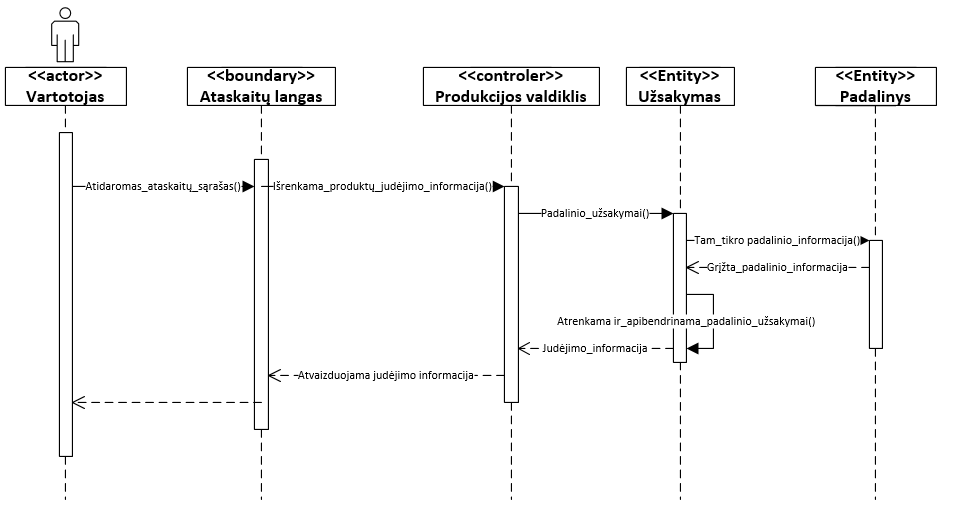 <<actor>>
Vartotojas
<<boundary>>
Ataskaitų langas
<<controler>>
Produkcijos valdiklis
<<Entity>>
Užsakymas
<<Entity>>
Padalinys
Atidaromas_ataskaitų_sąrašas()
Išrenkama_produktų_judėjimo_informacija()
Padalinio_užsakymai()
Tam_tikro padalinio_informacija()
Grįžta_padalinio_informacija
Atrenkama ir_apibendrinama_padalinio_užsakymai()
Judėjimo_informacija
Atvaizduojama judėjimo informacija